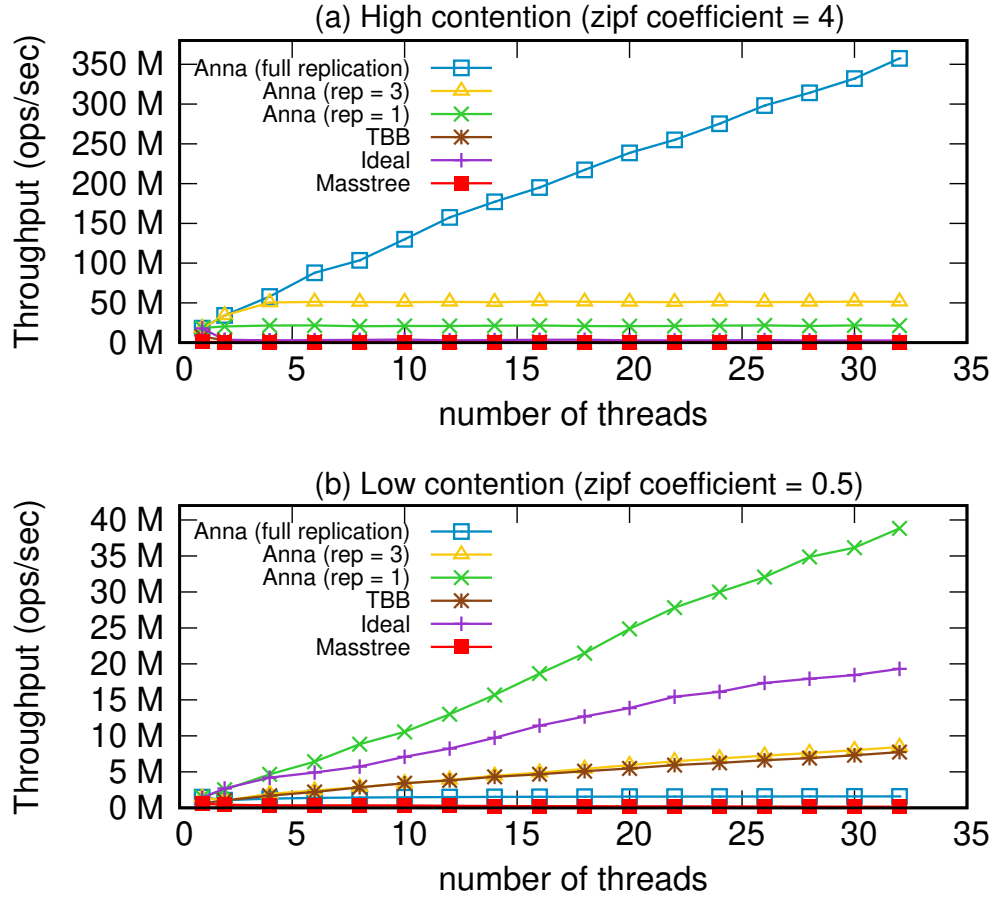 (a) High contention (zipf coefficient = 4)
Throughput (ops/sec)
350 M
300 M
250 M
200 M
150 M
100 M
50 M
0 M
Anna (full replication)
Anna (rep = 3)
Anna (rep = 1)
TBB
Ideal
Masstree
0 5 10 15 20 25 30 35
number of threads
(b) Low contention (zipf coefficient = 0.5)
Throughput (ops/sec)
40 M
35 M
30 M
25 M
20 M
15 M
10 M
5 M
0 M
Anna (full replication)
Anna (rep = 3)
Anna (rep = 1)
TBB
Ideal
Masstree
0 5 10 15 20 25 30 35
number of threads